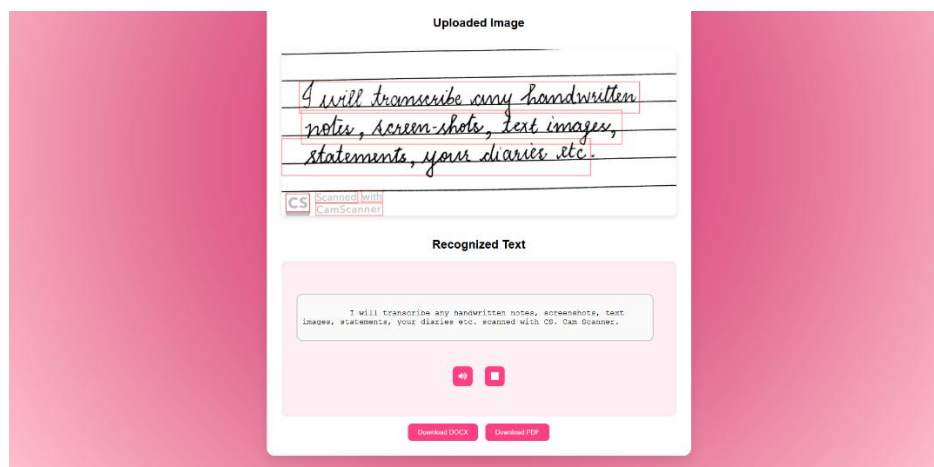 Uploaded Image
I will transcribe any handwritten
notes, screen-shots, text images,
statements, your diaries etc.
CS Scanned with
CamScanner
Recognized Text
I will transcribe any handwritten notes, screenshots, text
images, statements, your diaries etc. scanned with CS. Cam Scanner.
Download DOCX Download PDF